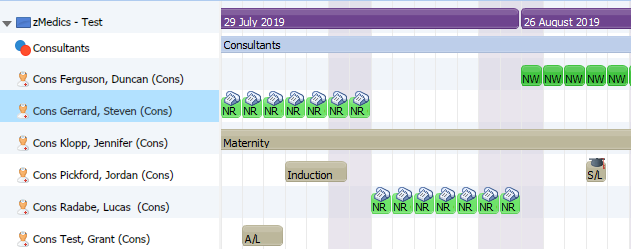 zMedics - Test 29 July 2019 26 August 2019
Consultants Consultants
Cons Ferguson, Duncan (Cons) NW NW NW NW NW
Cons Gerrard, Steven (Cons) NR NR NR NR NR NR NR
Cons Klopp, Jennifer (Cons) Maternity
Cons Pickford, Jordan (Cons) Induction S/L
Cons Radabe, Lucas (Cons) NR NR NR NR NR NR NR
Cons Test, Grant (Cons) A/L